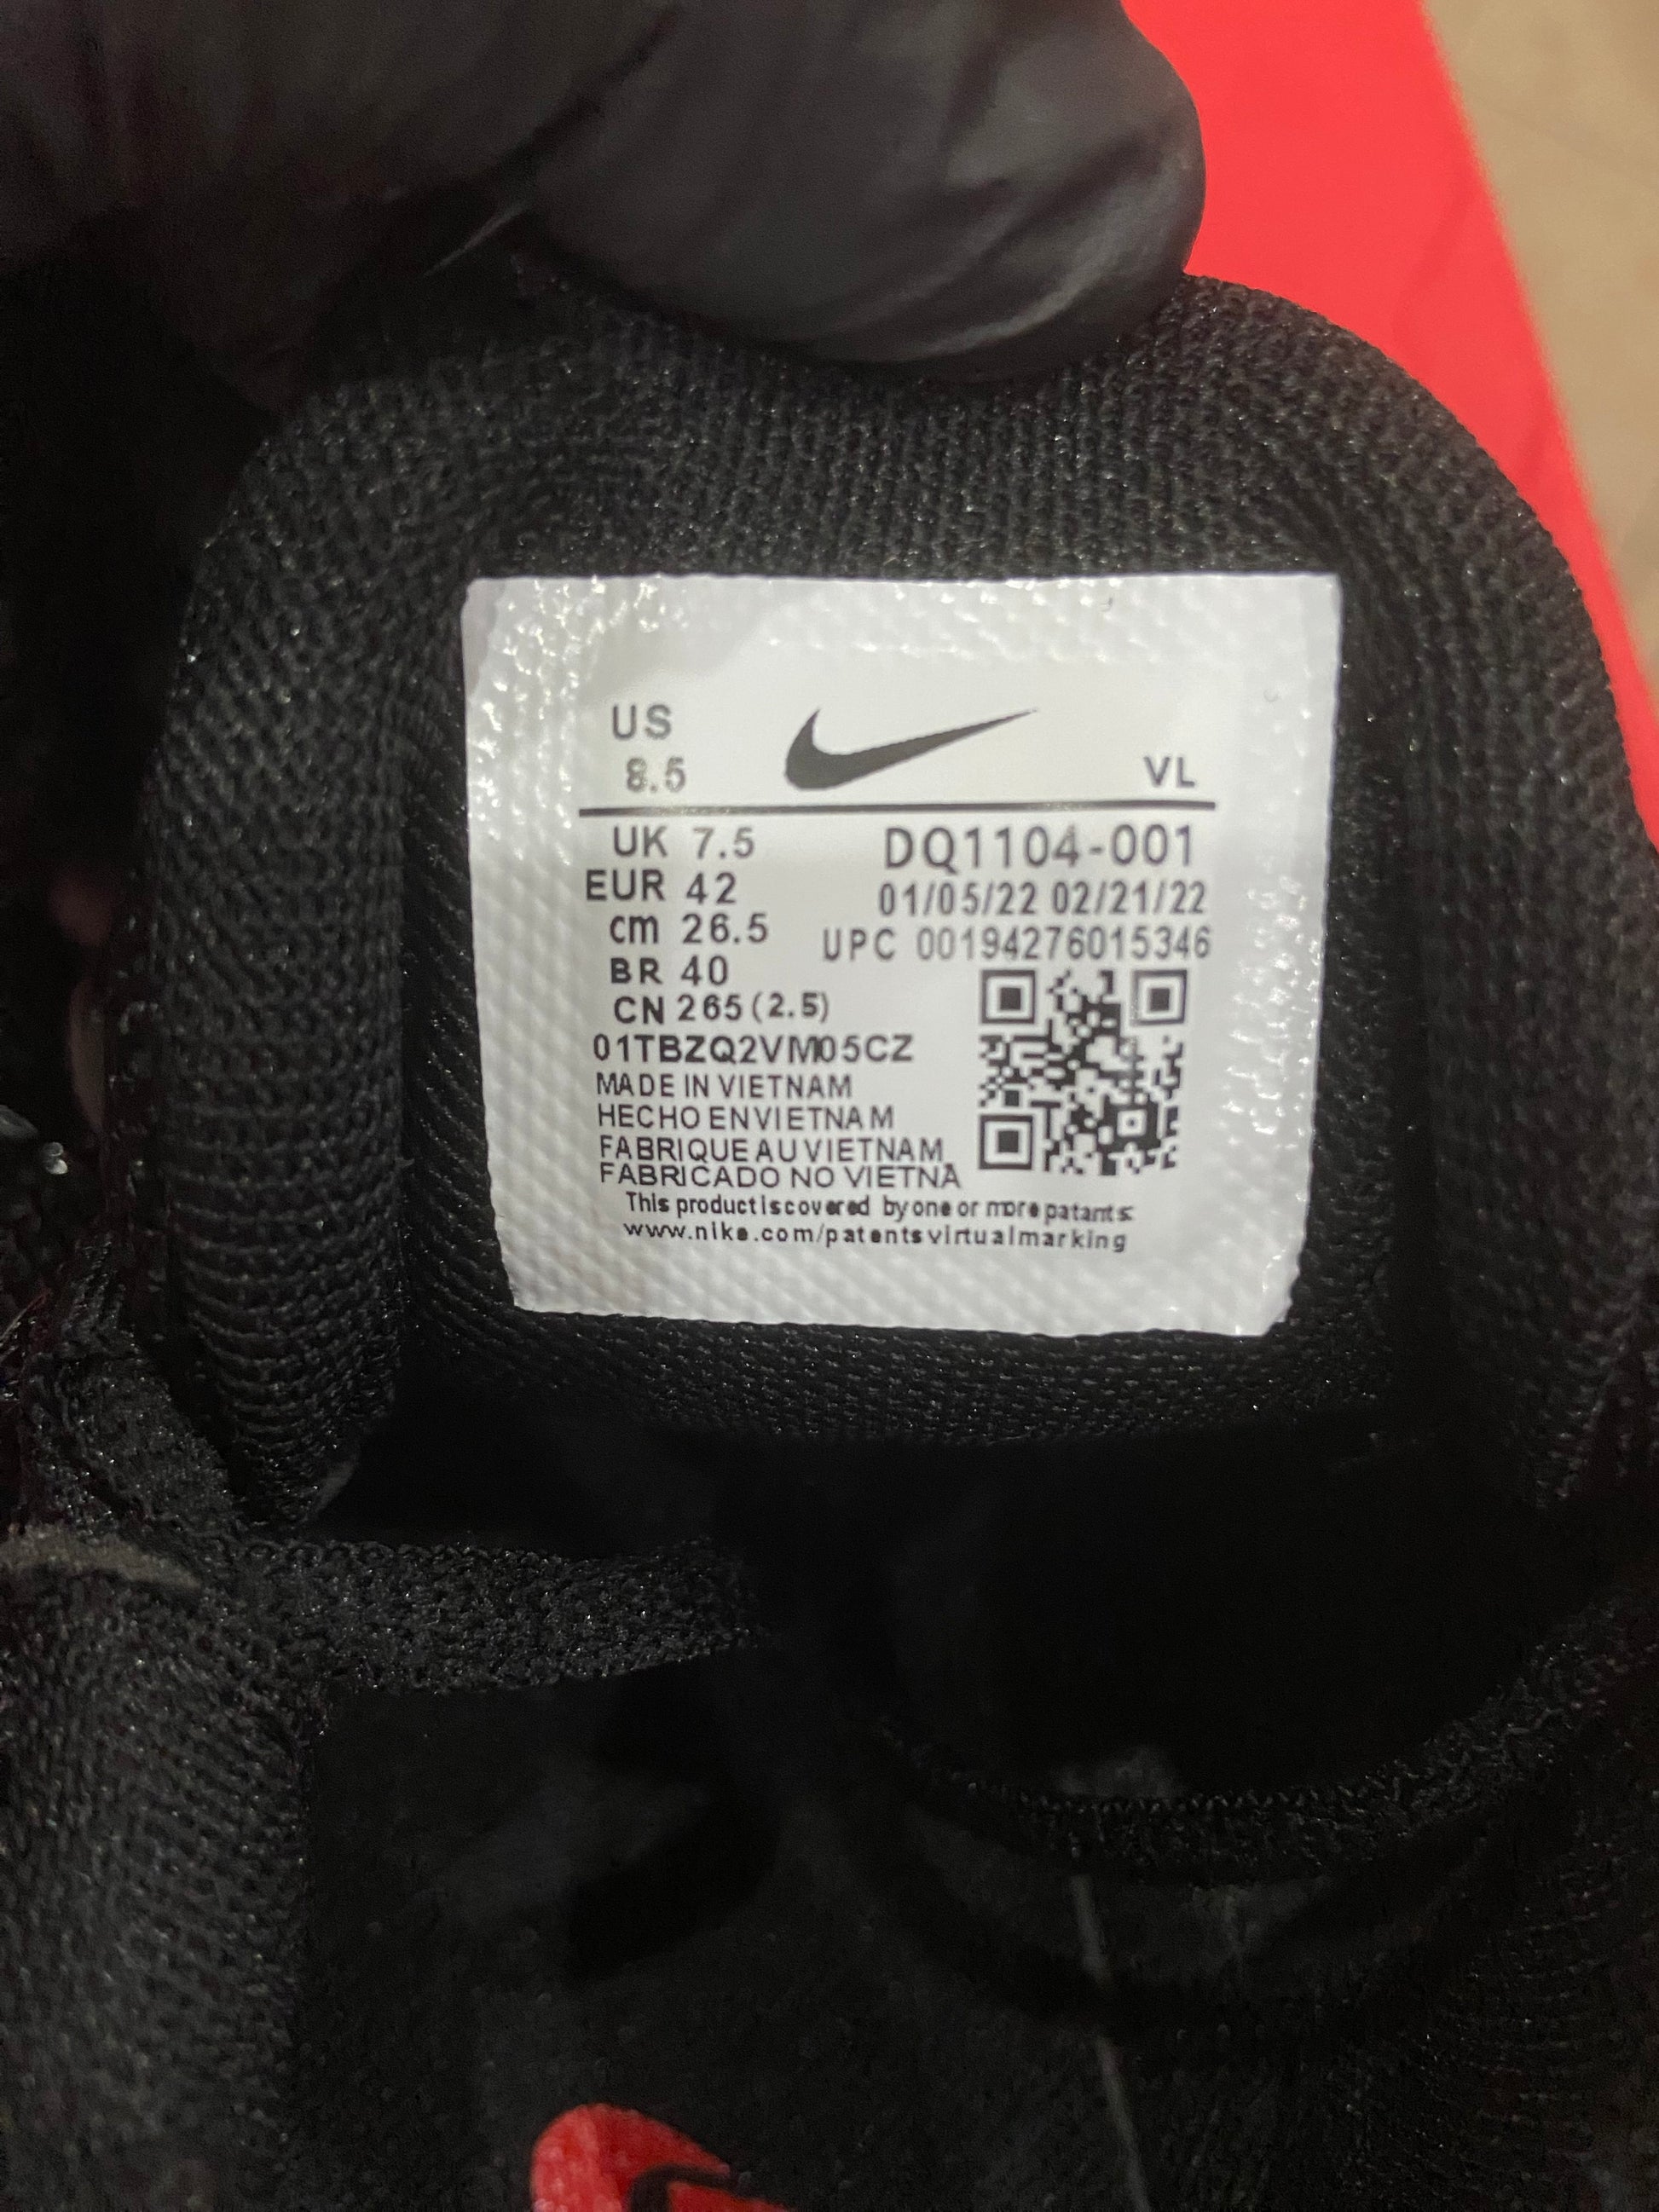 US
8.5
VL
UK 7.5
DQ1104-001
EUR 42
01/05/22 02/21/22
cm 26.5
UPC 00194276015346
BR 40
CN 265 (2.5)
01TBZQ2VM05CZ
MADE IN VIETNAM
HECHO EN VIETNAM
FABRIQUE AU VIETNAM
FABRICADO NO VIETNA
This product is covered by one or more patants:
www.nike.com/patentsvirtualmarking